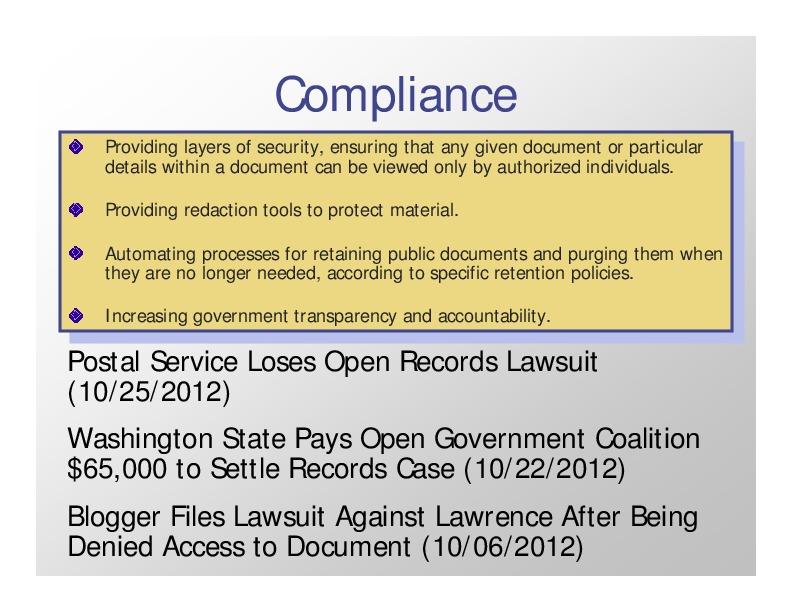 Compliance
Providing layers of security, ensuring that any given document or particular
details within a document can be viewed only by authorized individuals.
Providing redaction tools to protect material.
Automating processes for retaining public documents and purging them when
they are no longer needed, according to specific retention policies.
Increasing government transparency and accountability.
Postal Service Loses Open Records Lawsuit
(10/25/2012)
Washington State Pays Open Government Coalition
$65,000 to Settle Records Case (10/22/2012)
Blogger Files Lawsuit Against Lawrence After Being
Denied Access to Document (10/06/2012)